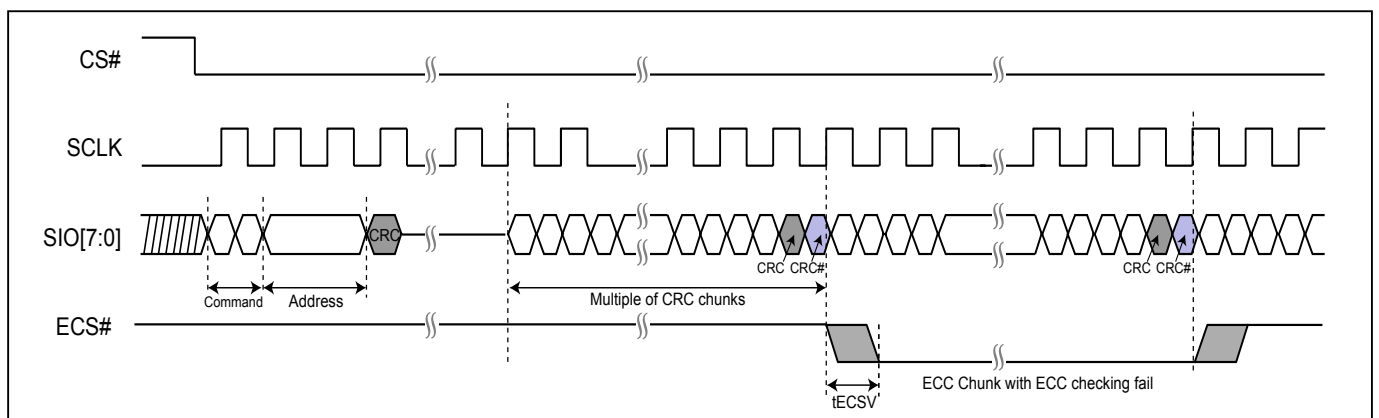 CS#
SCLK
SIO[7:0]
CRC
CRC CRC#
CRC CRC#
Command
Address
Multiple of CRC chunks
ECS#
tECSV
ECC Chunk with ECC checking fail